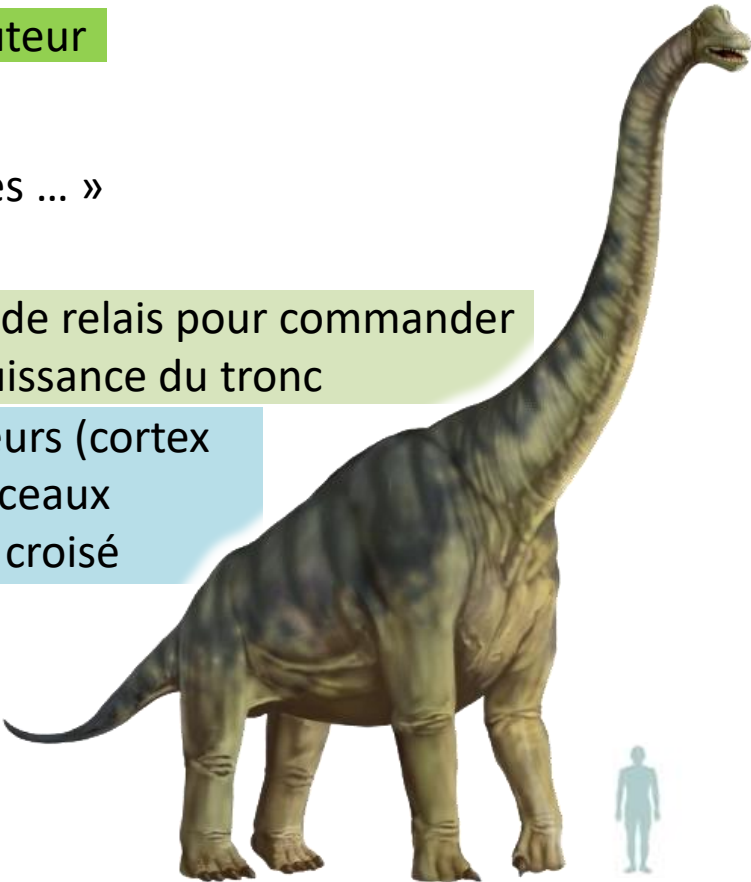 uteur
es ... »
de relais pour commander
uissance du tronc
eurs (cortex
ceaux
croisé